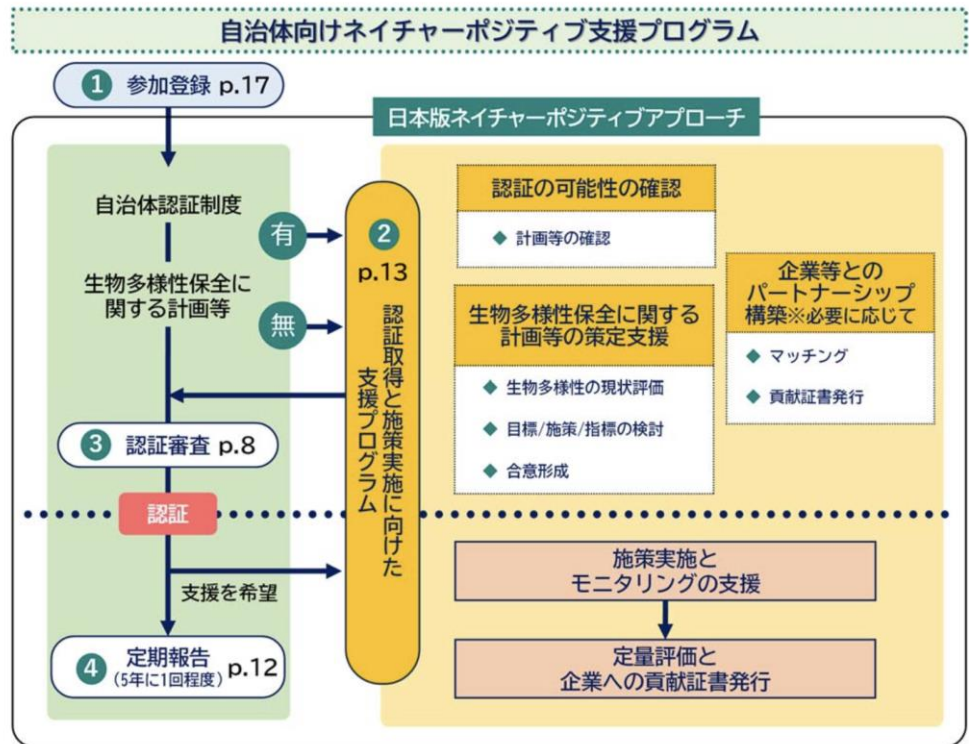 自治体向けネイチャーポジティブ支援プログラム
1 参加登録 p.17
日本版ネイチャーポジティブアプローチ
自治体認証制度
生物多様性保全に
関する計画等
有
無
2
p.13
認証取得と施策実施に向けた
支援プログラム
認証の可能性の確認
◆ 計画等の確認
生物多様性保全に関する
計画等の策定支援
◆ 生物多様性の現状評価
◆ 目標/施策/指標の検討
◆ 合意形成
企業等との
パートナーシップ
構築※必要に応じて
◆ マッチング
◆ 貢献証書発行
3 認証審査 p.8
認証
支援を希望
4 定期報告 p.12
(5年に1回程度)
施策実施と
モニタリングの支援
定量評価と
企業への貢献証書発行